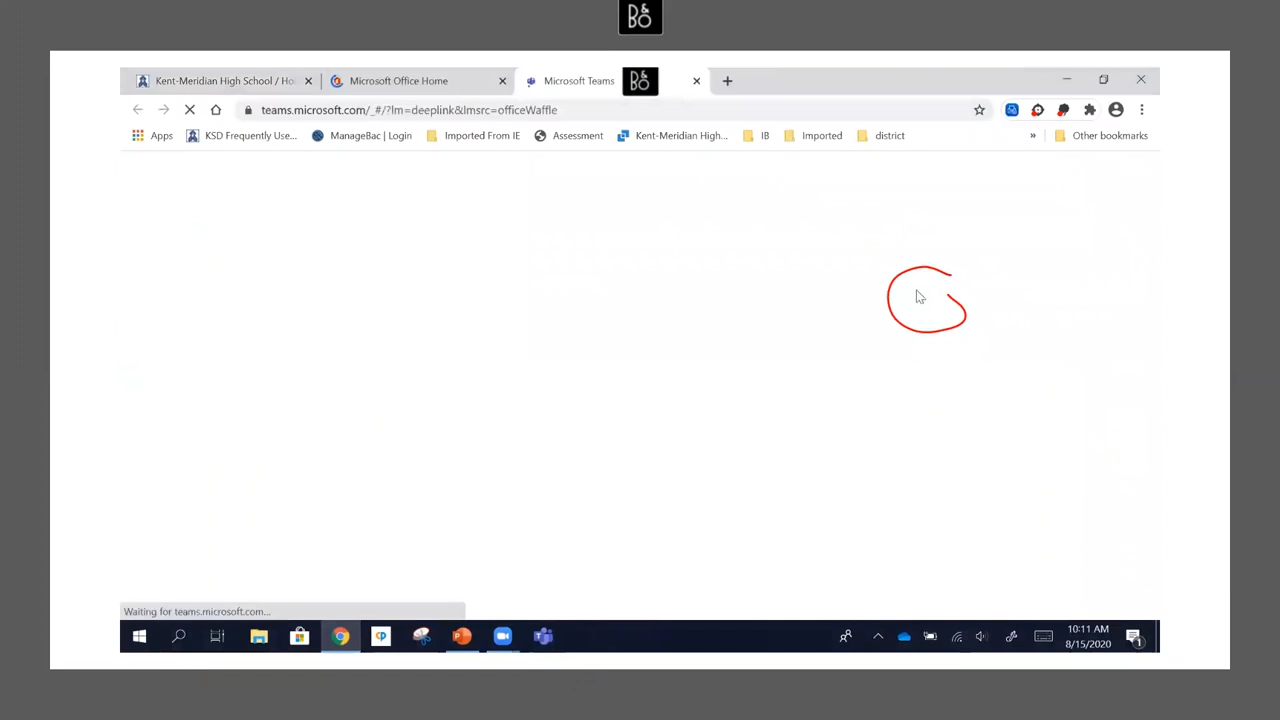 B&O
Kent-Meridian High School / Ho
Microsoft Office Home
Microsoft Teams
B&O
teams.microsoft.com/_#/?lm=deeplink&lmsrc=officeWaffle
Apps
KSD Frequently Use...
ManageBac | Login
Imported From IE
Assessment
Kent-Meridian High...
IB
Imported
district
»
Other bookmarks
Waiting for teams.microsoft.com...
10:11 AM
8/15/2020
1